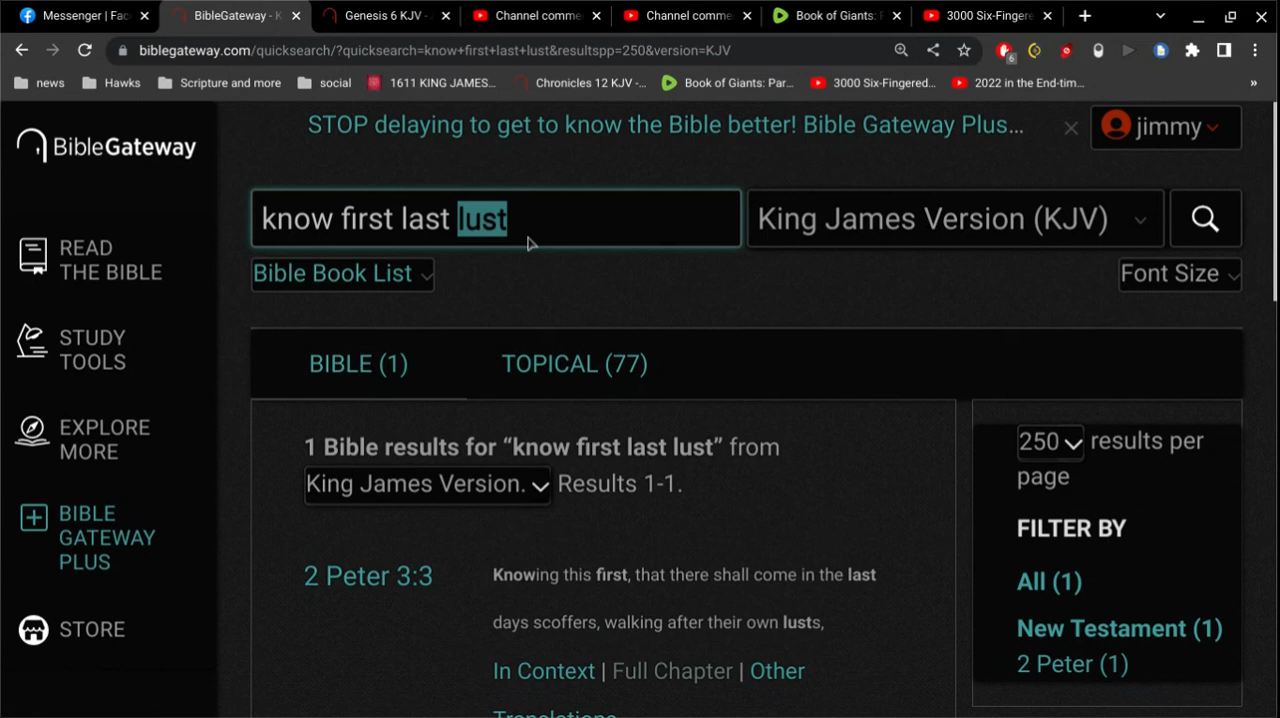 Messenger | Fac
BibleGateway - K
Genesis 6 KJV - A
Channel comme
Channel comme
Book of Giants: P
3000 Six-Fingere
biblegateway.com/quicksearch/?quicksearch=know+first+last+lust&resultspp=250&version=KJV
6
news
Hawks
Scripture and more
social
1611 KING JAMES...
Chronicles 12 KJV -...
Book of Giants: Par...
3000 Six-Fingered...
2022 in the End-tim...
»
BibleGateway
STOP delaying to get to know the Bible better! Bible Gateway Plus...
jimmy
know first last lust
King James Version (KJV)
Bible Book List
Font Size
READ
THE BIBLE
STUDY
TOOLS
EXPLORE
MORE
BIBLE
GATEWAY
PLUS
STORE
BIBLE (1)
TOPICAL (77)
1 Bible results for “know first last lust” from
King James Version. Results 1-1.
2 Peter 3:3
Knowing this first, that there shall come in the last
days scoffers, walking after their own lusts,
In Context | Full Chapter | Other
Translations
250 results per
page
FILTER BY
All (1)
New Testament (1)
2 Peter (1)